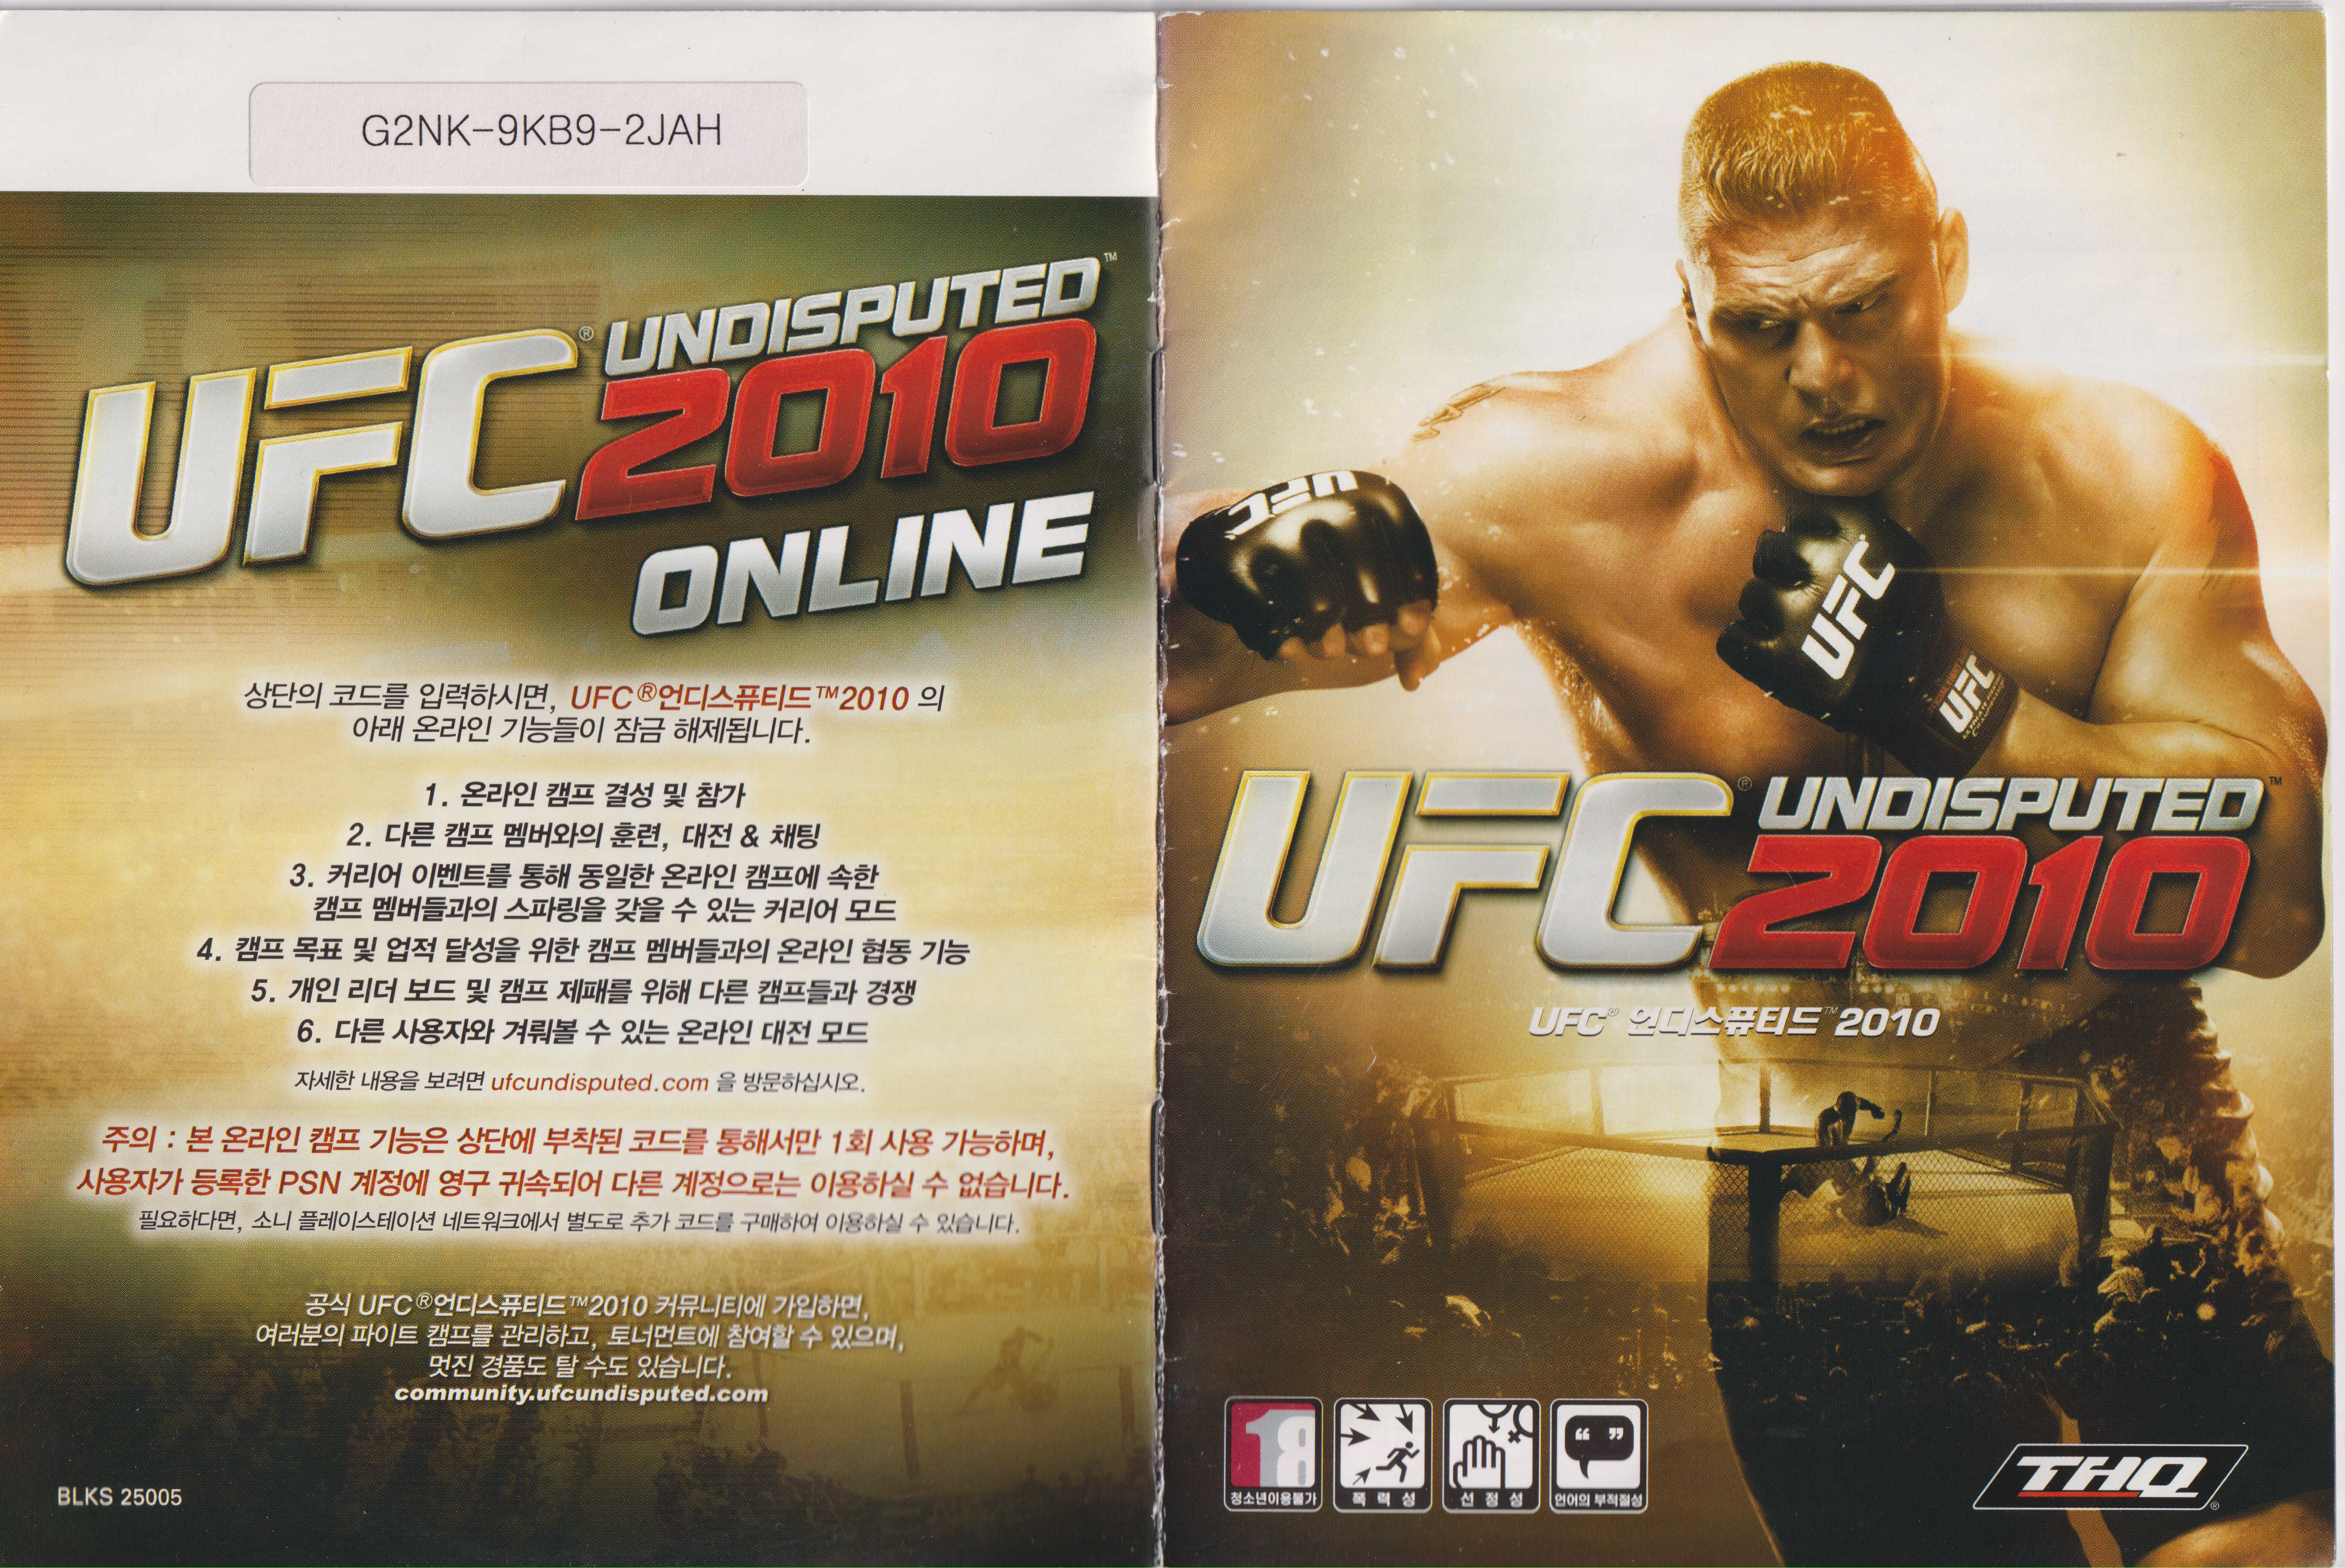 G2NK-9KB9-2JAH
UFC® UNDISPUTED™
2010
ONLINE
상단의 코드를 입력하시면, UFC®언디스퓨티드™2010 의
아래 온라인 기능들이 잠금 해제됩니다.
1. 온라인 캠프 결성 및 참가
2. 다른 캠프 멤버와의 훈련, 대전 & 채팅
3. 커리어 이벤트를 통해 동일한 온라인 캠프에 속한
캠프 멤버들과의 스파링을 갖을 수 있는 커리어 모드
4. 캠프 목표 및 업적 달성을 위한 캠프 멤버들과의 온라인 협동 기능
5. 개인 리더 보드 및 캠프 제패를 위해 다른 캠프들과 경쟁
6. 다른 사용자와 겨뤄볼 수 있는 온라인 대전 모드
자세한 내용을 보려면 ufcundisputed.com 을 방문하십시오.
주의 : 본 온라인 캠프 기능은 상단에 부착된 코드를 통해서만 1회 사용 가능하며,
사용자가 등록한 PSN 계정에 영구 귀속되어 다른 계정으로는 이용하실 수 없습니다.
필요하다면, 소니 플레이스테이션 네트워크에서 별도로 추가 코드를 구매하여 이용하실 수 있습니다.
공식 UFC®언디스퓨티드™2010 커뮤니티에 가입하면,
여러분의 파이트 캠프를 관리하고, 토너먼트에 참여할 수 있으며,
멋진 경품도 탈 수도 있습니다.
community.ufcundisputed.com
BLKS 25005
UFC
UFC
UFC
UFC® UNDISPUTED™
2010
UFC® 언디스퓨티드™ 2010
18
청소년이용불가
폭력성
선정성
언어의 부적절성
THQ®